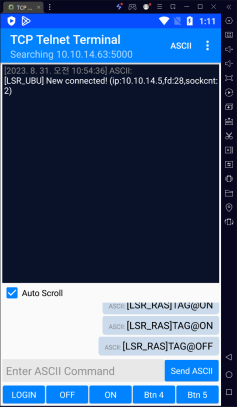 TCP ...
1:11
TCP Telnet Terminal
Searching 10.10.14.63:5000
ASCII
[2023. 8. 31. 오전 10:54:36] ASCII:
[LSR_UBU] New connected! (ip:10.10.14.5,fd:28,sockcnt:
2)
Auto Scroll
ASCII: [LSR_RAS]TAG@ON
ASCII: [LSR_RAS]TAG@ON
ASCII: [LSR_RAS]TAG@OFF
Enter ASCII Command
Send ASCII
LOGIN
OFF
ON
Btn 4
Btn 5